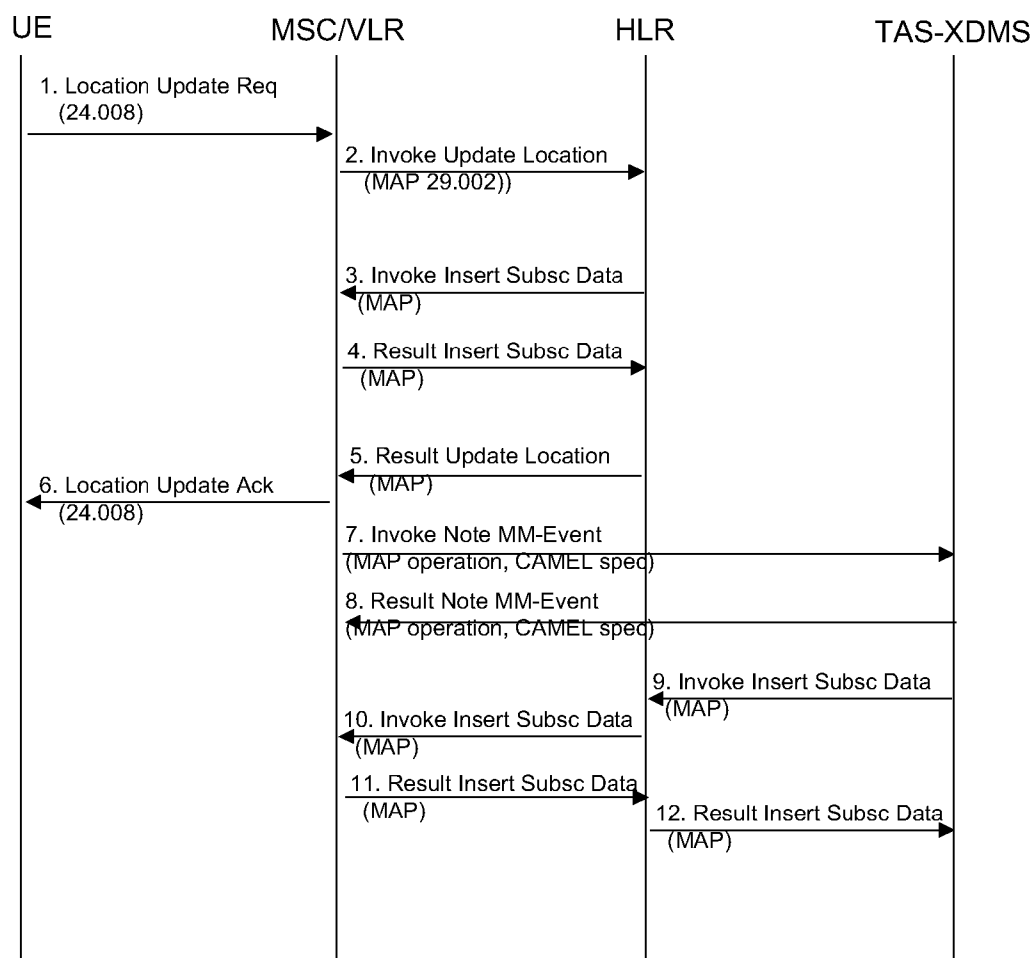 UE
MSC/VLR
HLR
TAS-XDMS
1. Location Update Req
(24.008)
2. Invoke Update Location
(MAP 29.002))
3. Invoke Insert Subsc Data
(MAP)
4. Result Insert Subsc Data
(MAP)
5. Result Update Location
(MAP)
6. Location Update Ack
(24.008)
7. Invoke Note MM-Event
(MAP operation, CAMEL spec)
8. Result Note MM-Event
(MAP operation, CAMEL spec)
9. Invoke Insert Subsc Data
(MAP)
10. Invoke Insert Subsc Data
(MAP)
11. Result Insert Subsc Data
(MAP)
12. Result Insert Subsc Data
(MAP)